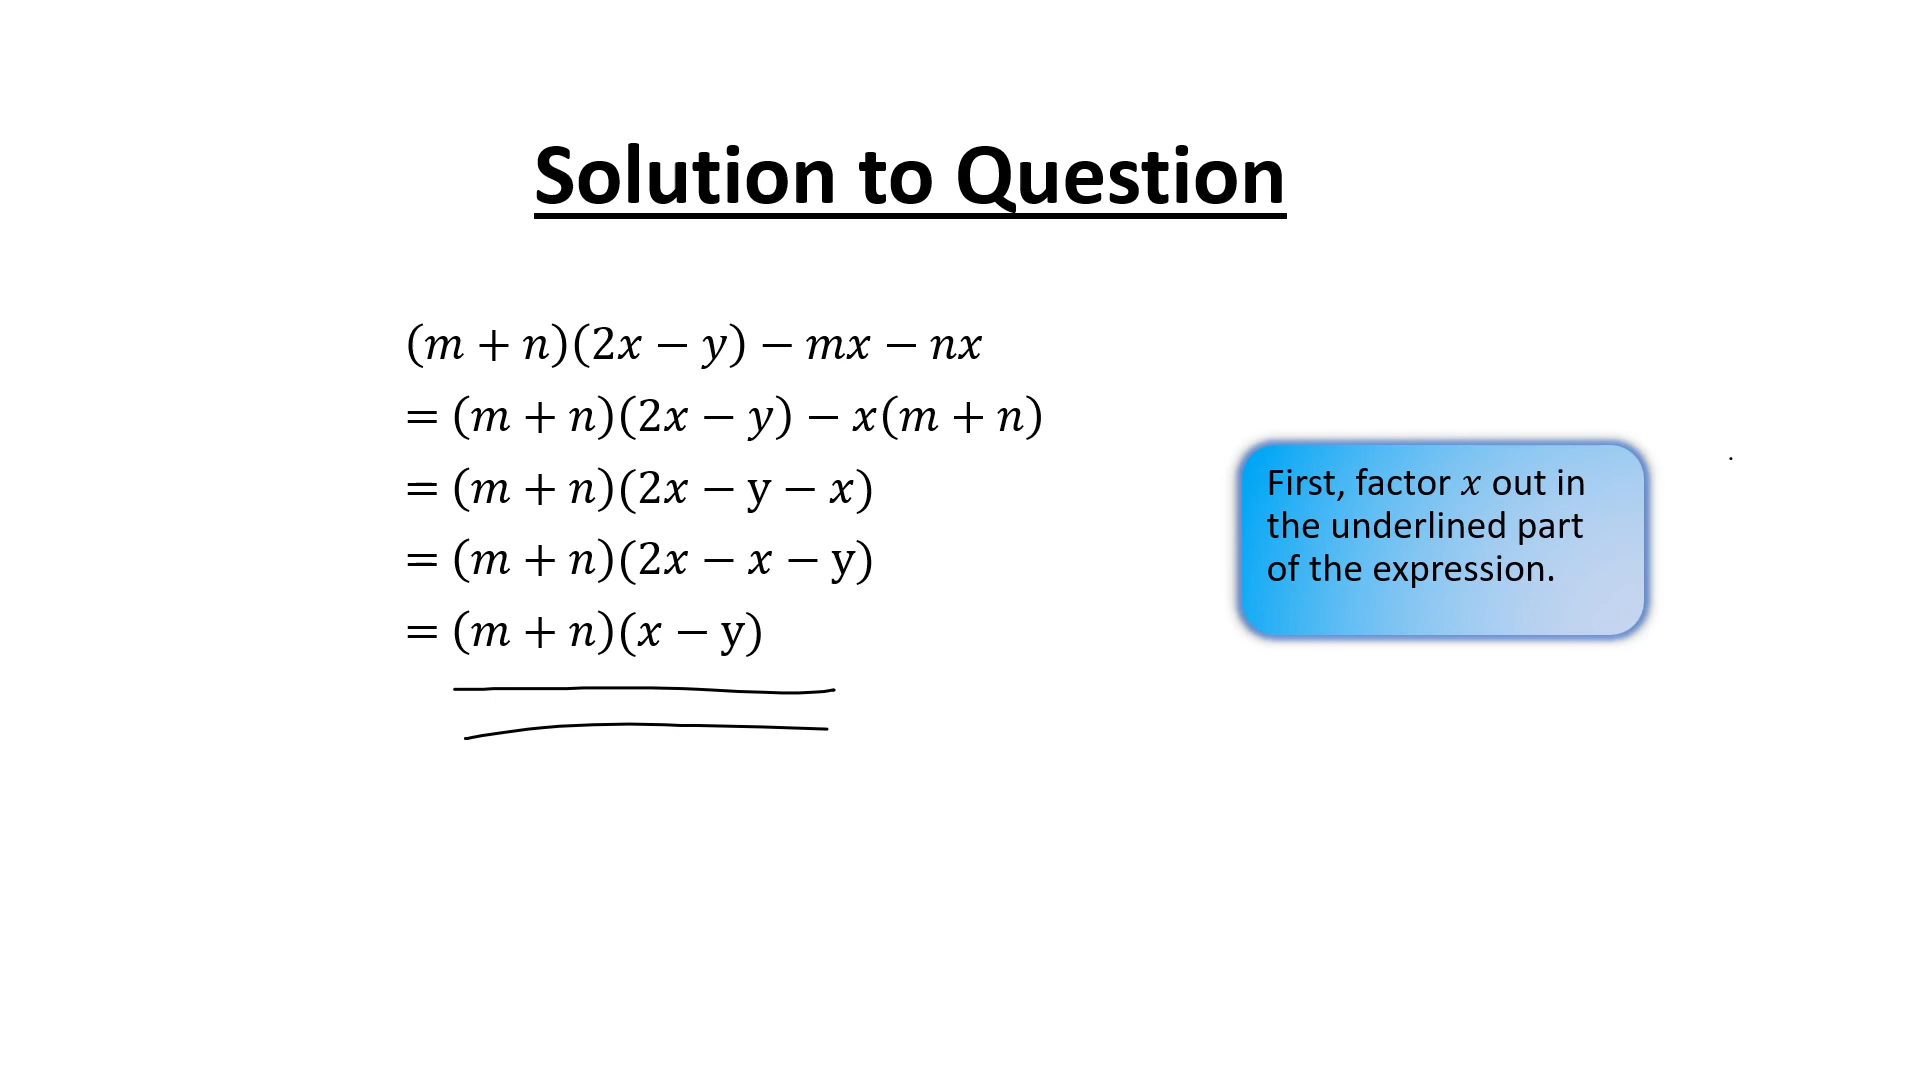 Solution to Question
(m + n)(2x − y) − mx − nx
= (m + n)(2x − y) − x(m + n)
= (m + n)(2x − y − x)
= (m + n)(2x − x − y)
= (m + n)(x − y)
First, factor x out in
the underlined part
of the expression.